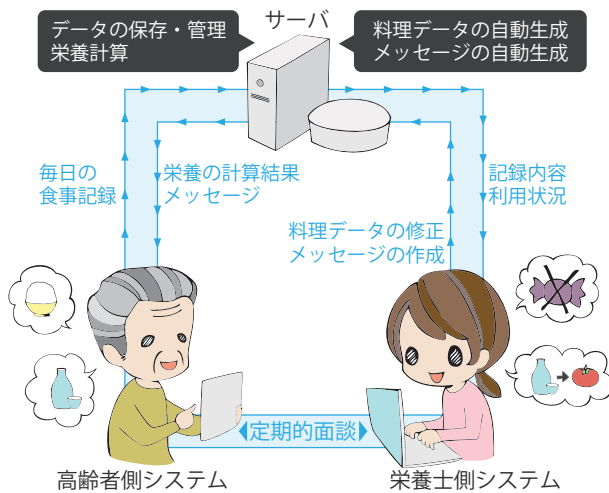 サーバ
データの保存・管理
栄養計算
料理データの自動生成
メッセージの自動生成
毎日の
食事記録
栄養の計算結果
メッセージ
記録内容
利用状況
料理データの修正
メッセージの作成
定期的面談
高齢者側システム
栄養士側システム